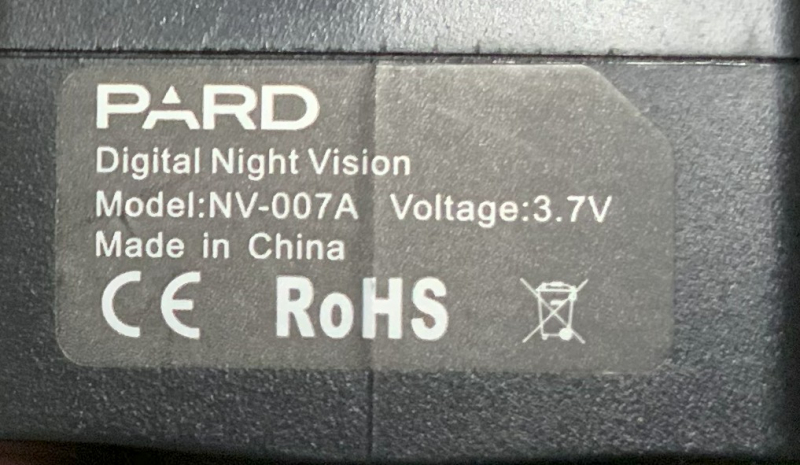 PARD
Digital Night Vision
Model:NV-007A Voltage:3.7V
Made in China
CE RoHS